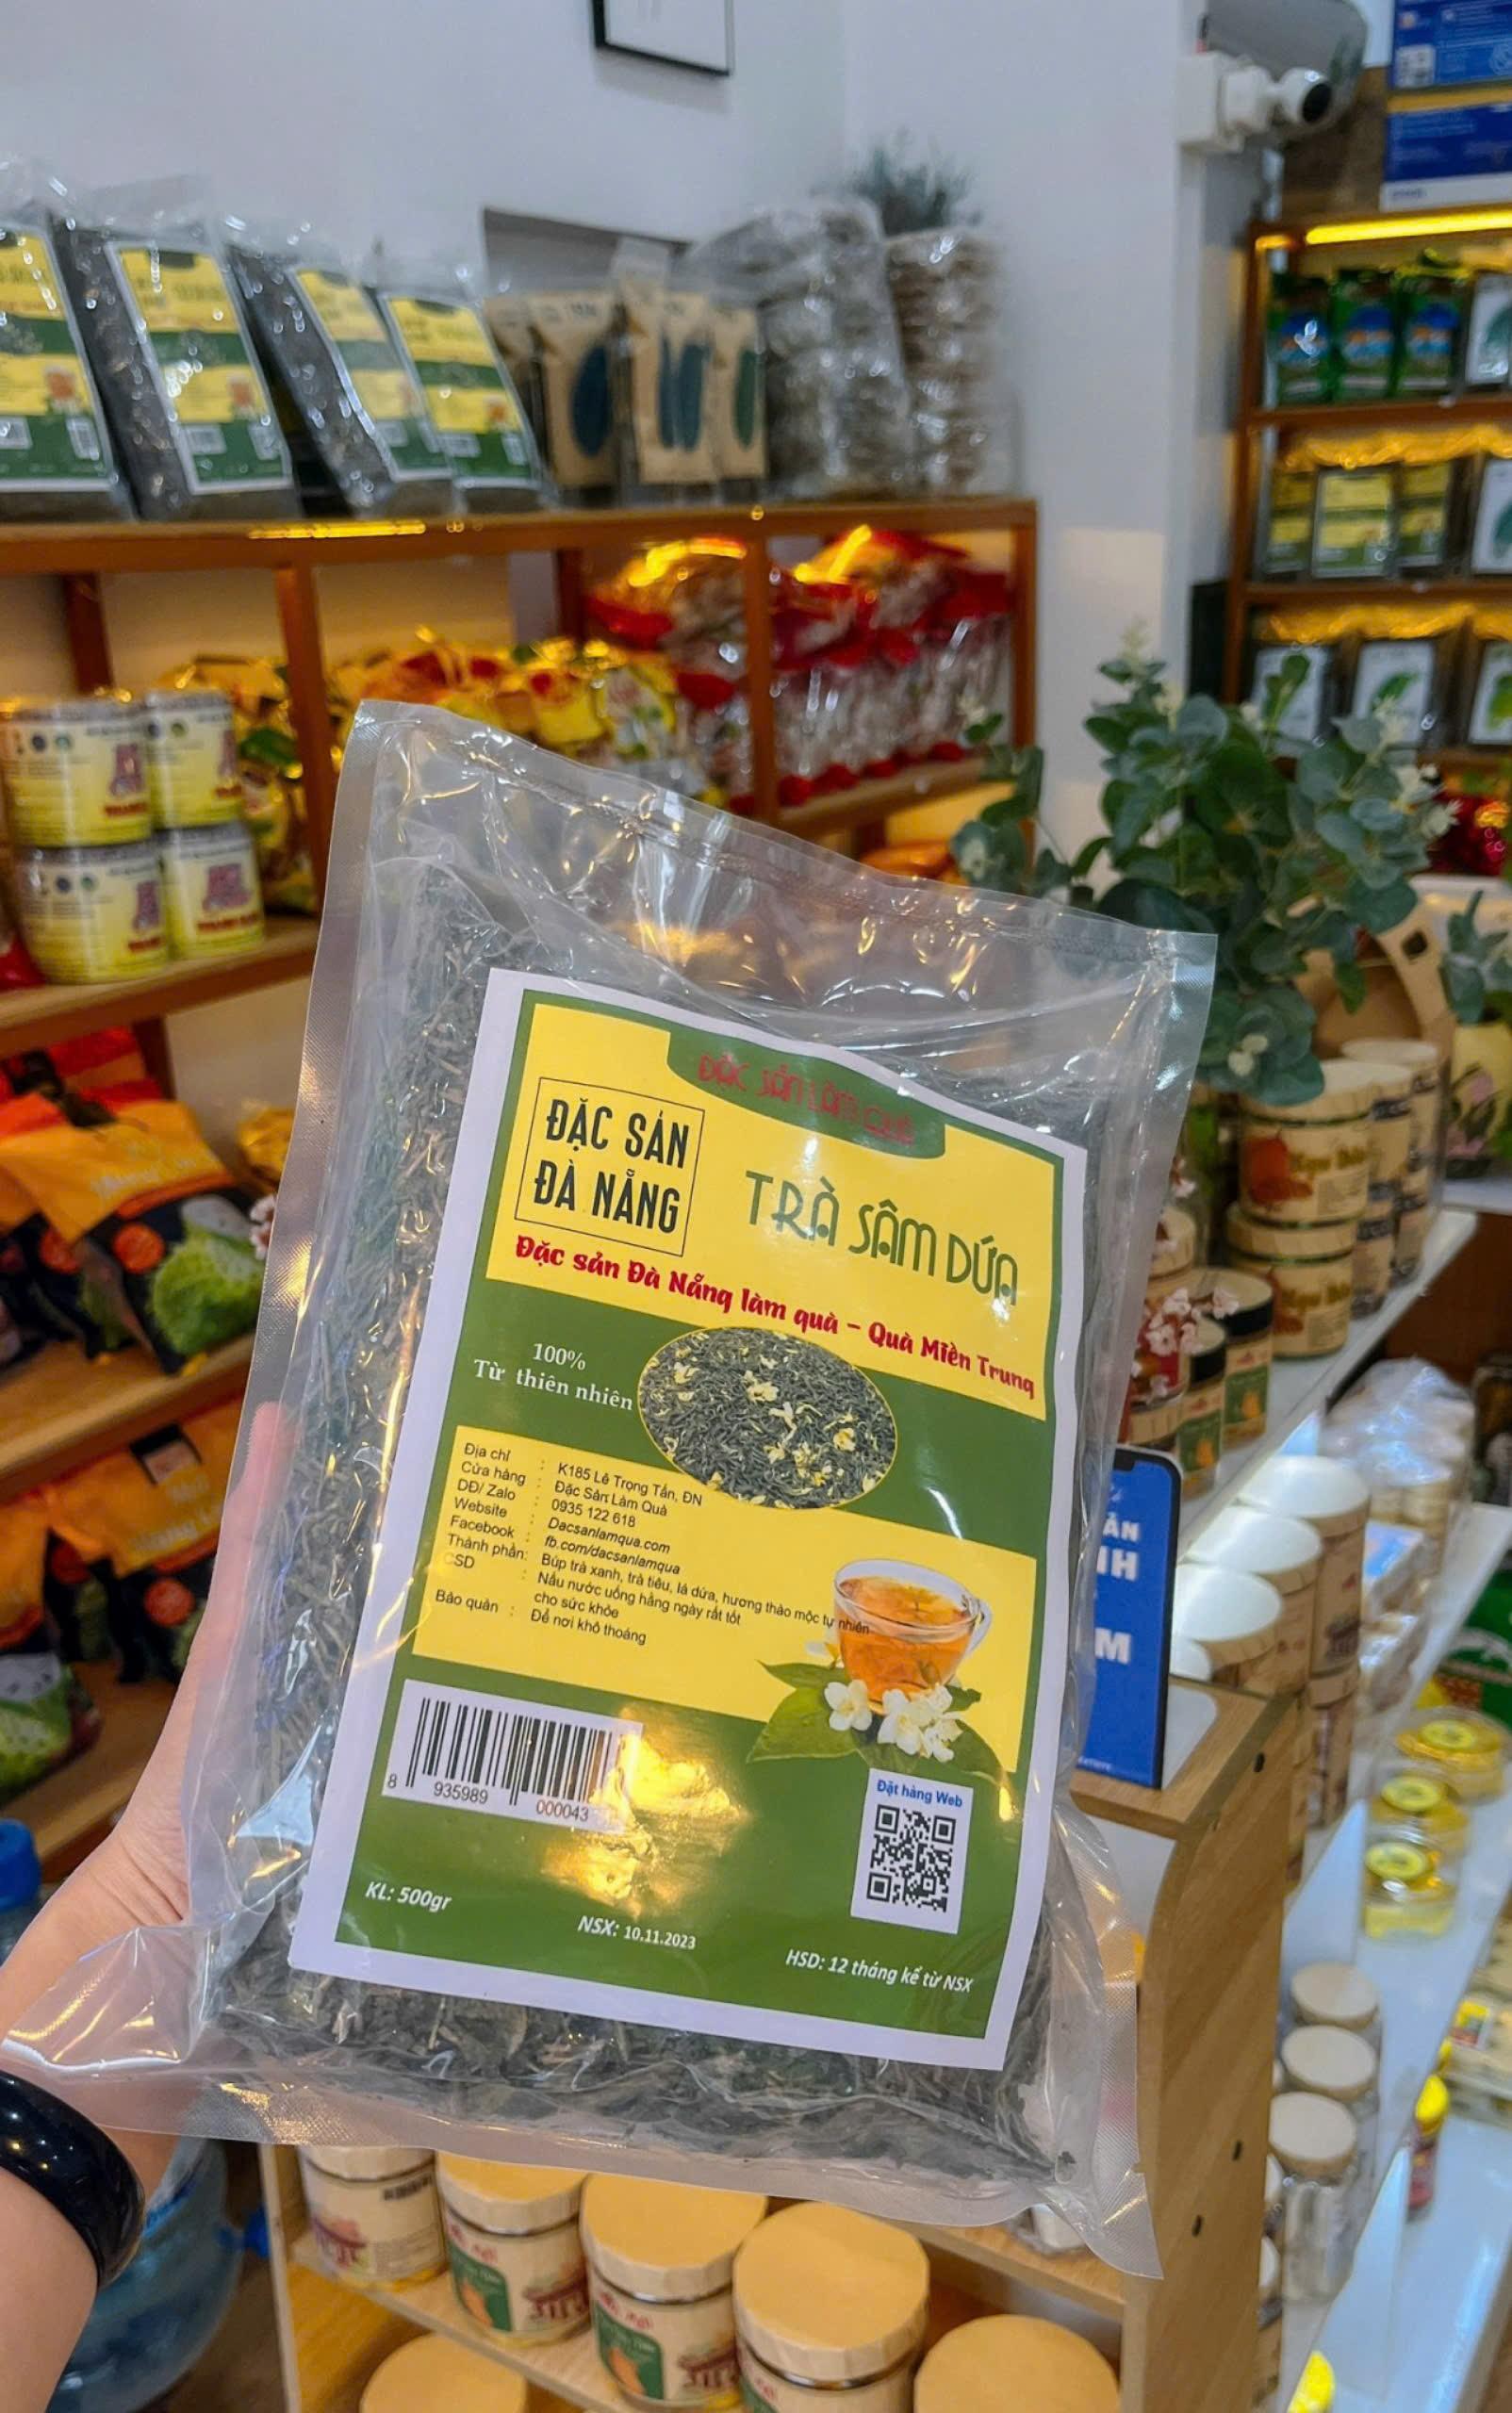 ĐẶC SẢN LÀM QUÀ
ĐẶC SẢN
ĐÀ NẴNG
TRÀ SÂM DỨA
Đặc sản Đà Nẵng làm quà – Quà Miền Trung
100%
Từ thiên nhiên
Địa chỉ : K185 Lê Trọng Tấn, ĐN
Cửa hàng : Đặc Sản Làm Quà
DĐ/ Zalo : 0935 122 618
Website : Dacsanlamqua.com
Facebook : fb.com/dacsanlamqua
Thành phần: Búp trà xanh, trà tiêu, lá dứa, hương thảo mộc tự nhiên
CSD : Nấu nước uống hằng ngày rất tốt
cho sức khỏe
Bảo quản : Để nơi khô thoáng
8 935989 000043
Đặt hàng Web
KL: 500gr
NSX: 10.11.2023
HSD: 12 tháng kể từ NSX